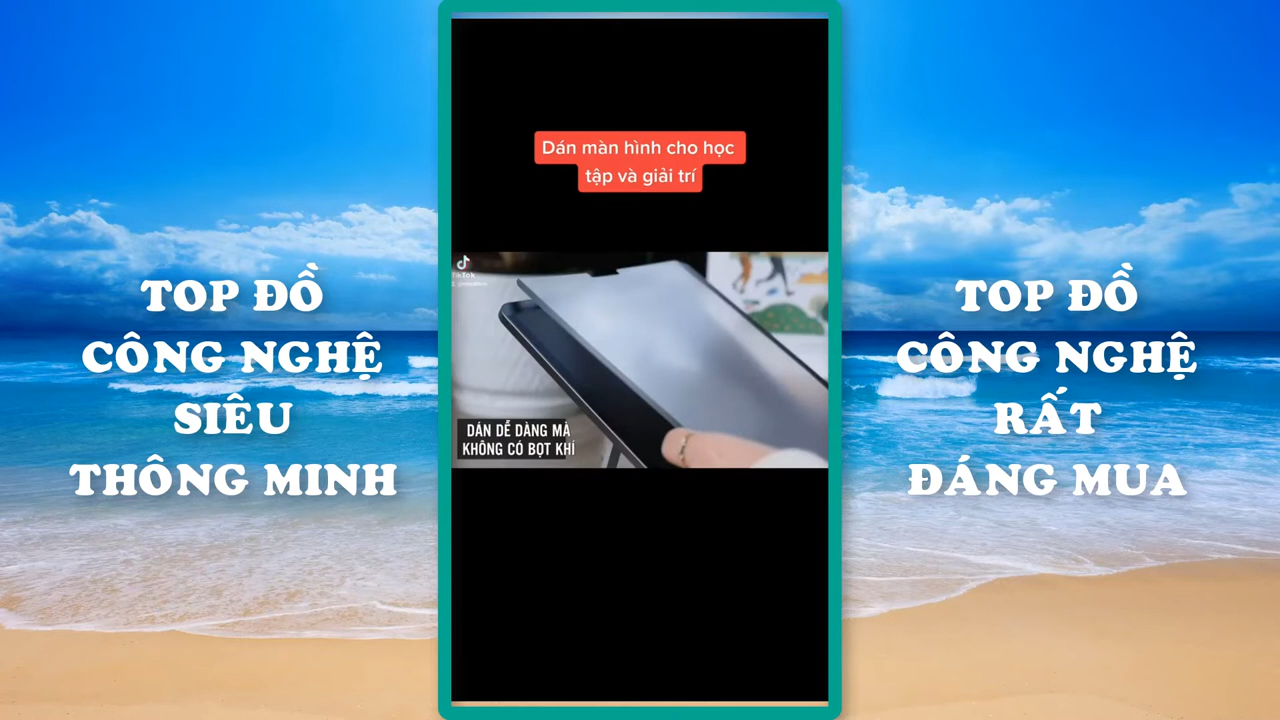 TOP ĐỒ
CÔNG NGHỆ
SIÊU
THÔNG MINH
Dán màn hình cho học
tập và giải trí
TikTok
DÁN DỄ DÀNG MÀ
KHÔNG CÓ BỌT KHÍ
TOP ĐỒ
CÔNG NGHỆ
RẤT
ĐÁNG MUA